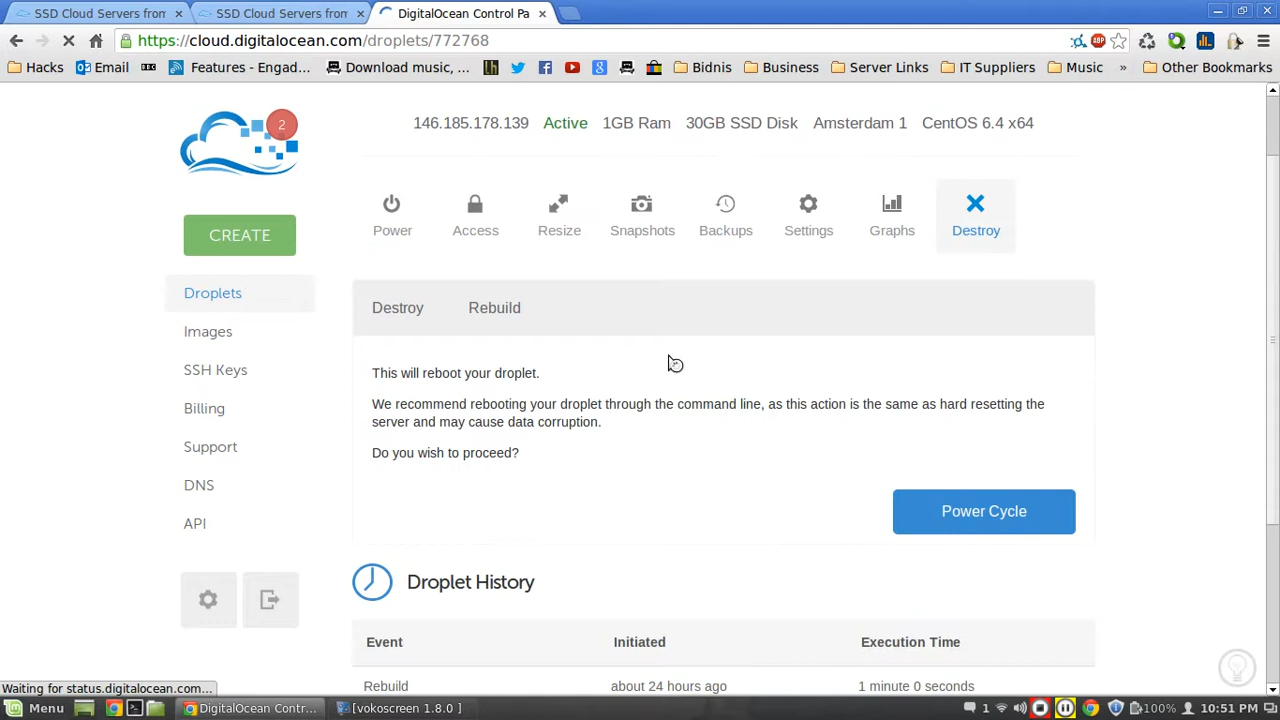 SSD Cloud Servers from
SSD Cloud Servers from
DigitalOcean Control Pa
https://cloud.digitalocean.com/droplets/772768
ABP
Hacks
Email
Features - Engad...
Download music, ...
Bidnis
Business
Server Links
IT Suppliers
Music
»
Other Bookmarks
2
146.185.178.139 Active 1GB Ram 30GB SSD Disk Amsterdam 1 CentOS 6.4 x64
Power Access Resize Snapshots Backups Settings Graphs Destroy
CREATE
Droplets
Images
SSH Keys
Billing
Support
DNS
API
Destroy Rebuild
This will reboot your droplet.
We recommend rebooting your droplet through the command line, as this action is the same as hard resetting the
server and may cause data corruption.
Do you wish to proceed?
Power Cycle
Droplet History
Event Initiated Execution Time
Rebuild about 24 hours ago 1 minute 0 seconds
Waiting for status.digitalocean.com...
Menu
DigitalOcean Contr...
[vokoscreen 1.8.0 ]
1
100%
10:51 PM